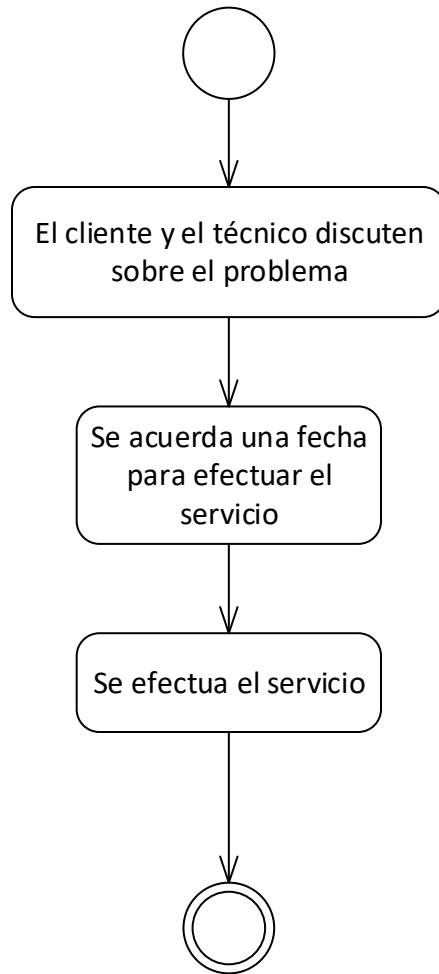 El cliente y el técnico discuten
sobre el problema
Se acuerda una fecha
para efectuar el
servicio
Se efectua el servicio